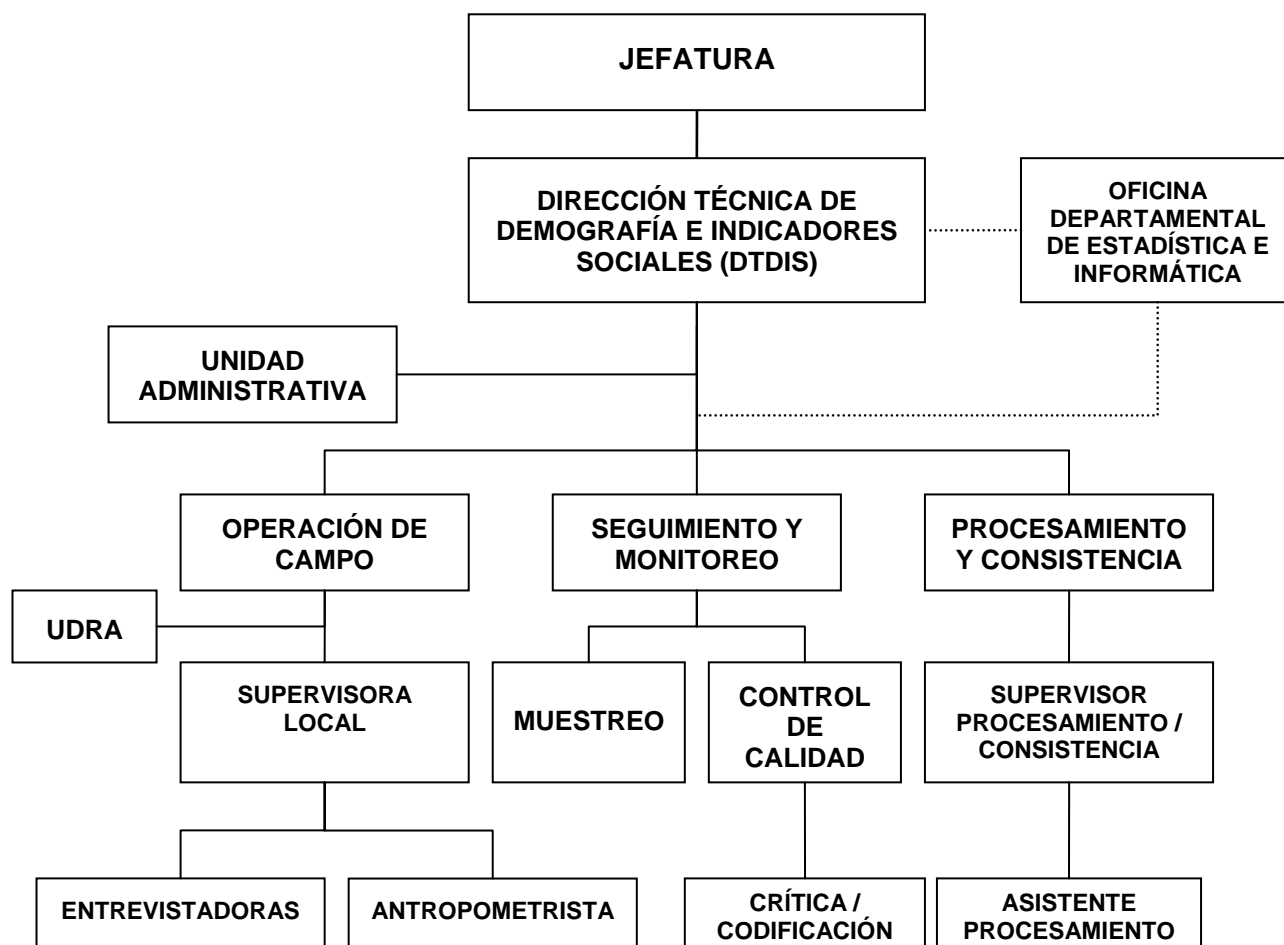 JEFATURA
DIRECCIÓN TÉCNICA DE
DEMOGRAFÍA E INDICADORES
SOCIALES (DTDIS)
OFICINA
DEPARTAMENTAL
DE ESTADÍSTICA E
INFORMÁTICA
UNIDAD
ADMINISTRATIVA
OPERACIÓN DE
CAMPO
SEGUIMIENTO Y
MONITOREO
PROCESAMIENTO
Y CONSISTENCIA
UDRA
SUPERVISORA
LOCAL
MUESTREO
CONTROL
DE
CALIDAD
SUPERVISOR
PROCESAMIENTO /
CONSISTENCIA
ENTREVISTADORAS
ANTROPOMETRISTA
CRÍTICA /
CODIFICACIÓN
ASISTENTE
PROCESAMIENTO